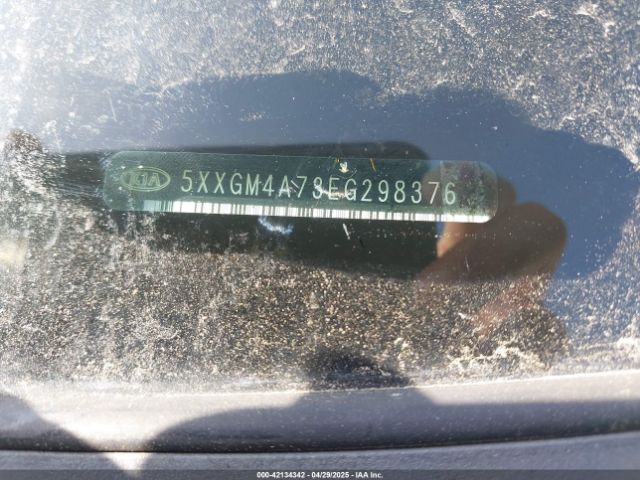 KIA 5XXGM4A73EG298376
000-42134342 - 04/29/2025 - IAA Inc.